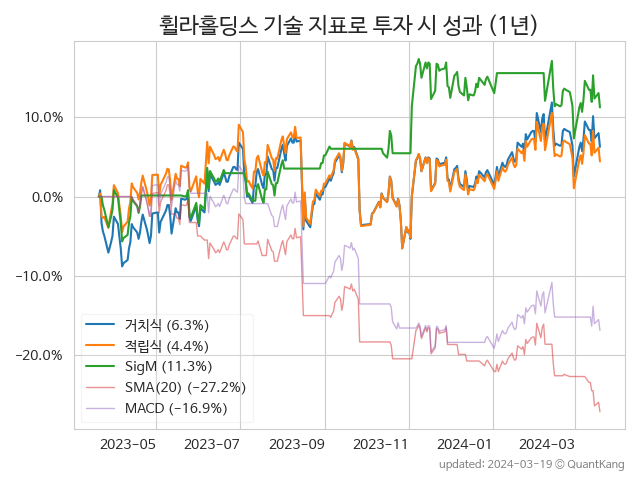 휠라홀딩스 기술 지표로 투자 시 성과 (1년)
10.0%
0.0%
−10.0%
−20.0%
거치식 (6.3%)
적립식 (4.4%)
SigM (11.3%)
SMA(20) (−27.2%)
MACD (−16.9%)
2023-05 2023-07 2023-09 2023-11 2024-01 2024-03
updated: 2024-03-19 ⓒ QuantKang